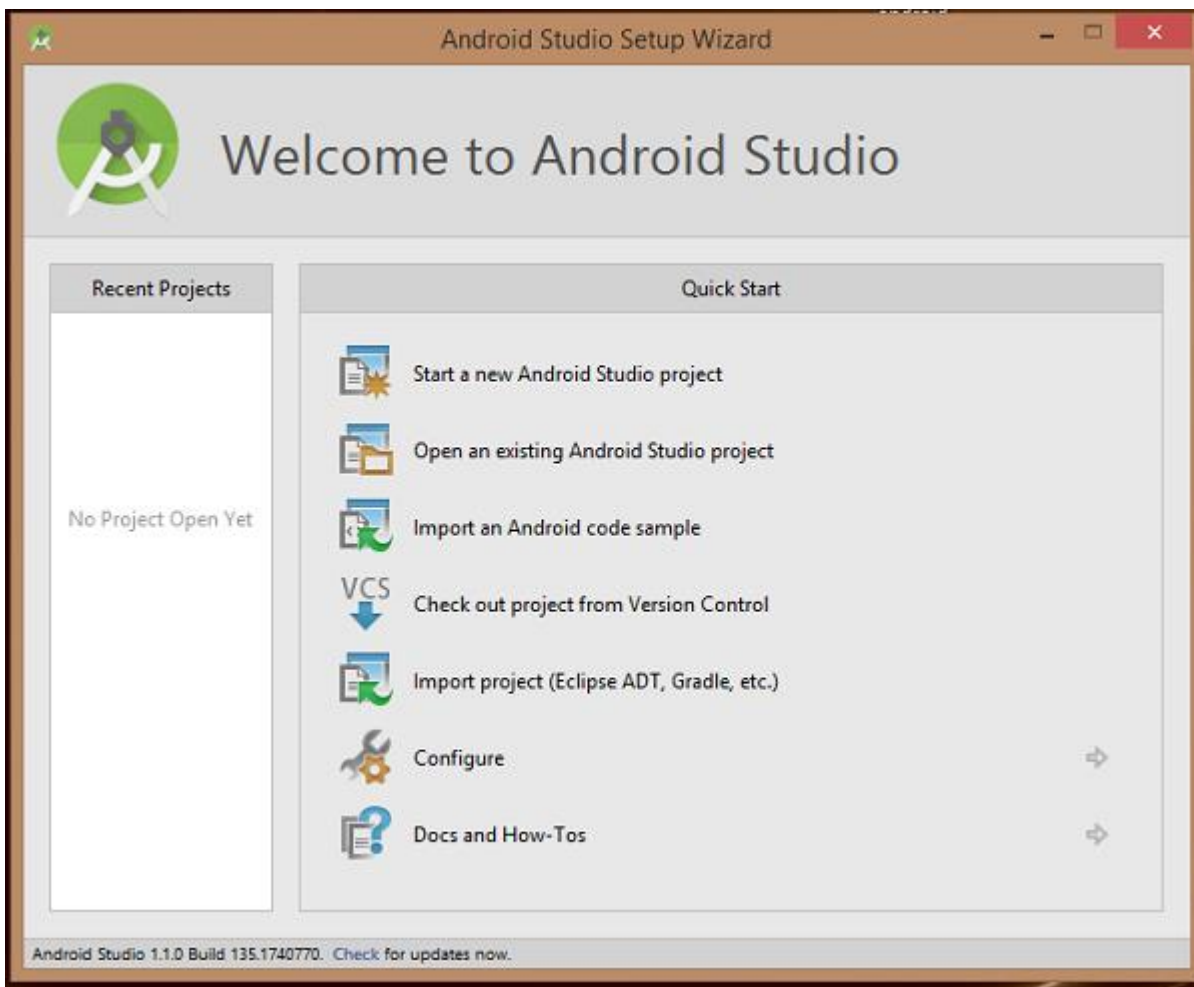 Android Studio Setup Wizard
Welcome to Android Studio
Recent Projects
No Project Open Yet
Quick Start
Start a new Android Studio project
Open an existing Android Studio project
Import an Android code sample
VCS
Check out project from Version Control
Import project (Eclipse ADT, Gradle, etc.)
Configure
Docs and How-Tos
Android Studio 1.1.0 Build 135.1740770. Check for updates now.